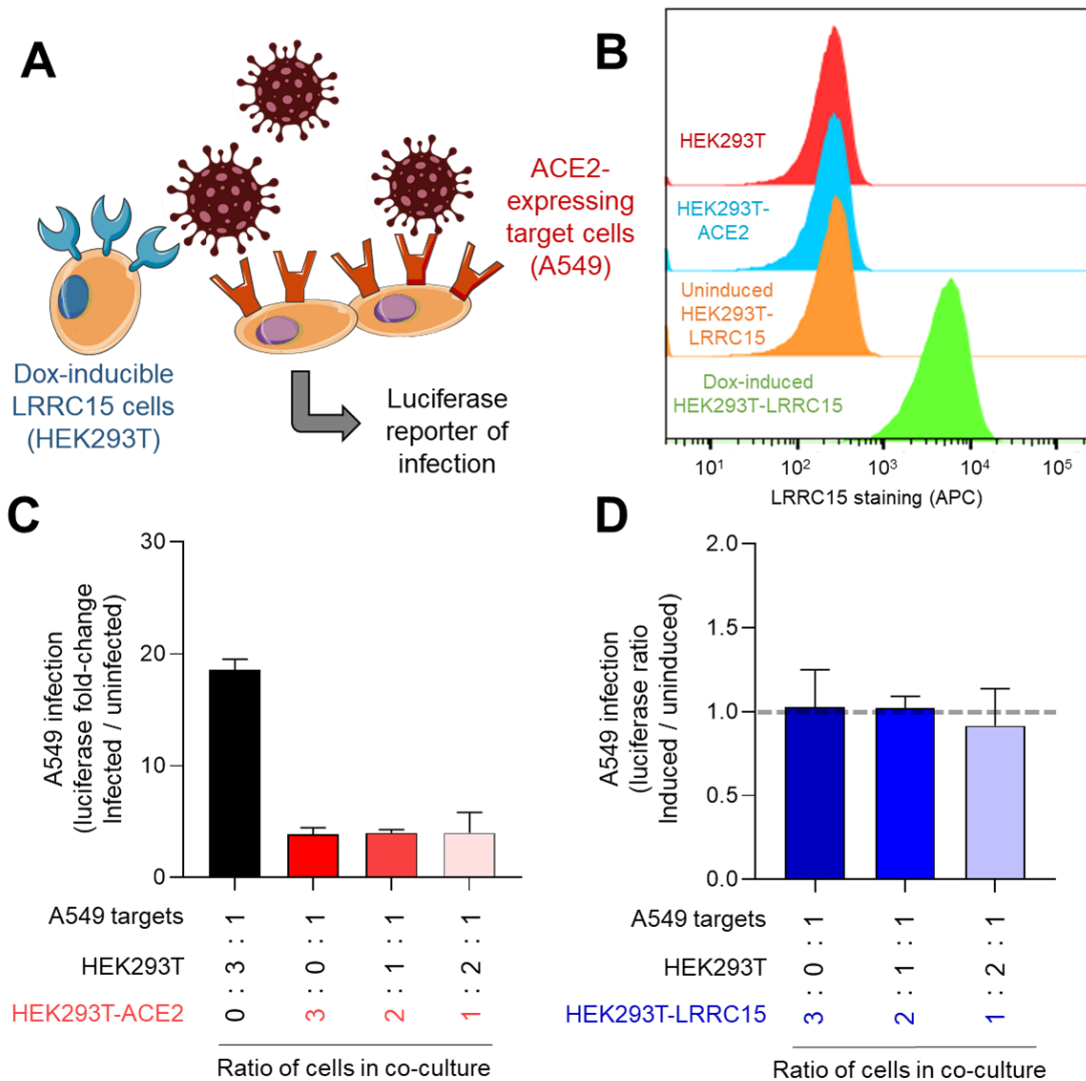 A
ACE2-
expressing
target cells
(A549)
Dox-inducible
LRRC15 cells
(HEK293T)
Luciferase
reporter of
infection
B
HEK293T
HEK293T-
ACE2
Uninduced
HEK293T-
LRRC15
Dox-induced
HEK293T-LRRC15
10¹ 10² 10³ 10⁴ 10⁵
LRRC15 staining (APC)
C
A549 infection
(luciferase fold-change
Infected / uninfected)
30
20
10
0
A549 targets 1 1 1 1
: : : :
HEK293T 3 0 1 2
: : : :
HEK293T-ACE2 0 3 2 1
Ratio of cells in co-culture
D
A549 infection
(luciferase ratio
Induced / uninduced)
2.0
1.5
1.0
0.5
0.0
A549 targets 1 1 1
: : :
HEK293T 0 1 2
: : :
HEK293T-LRRC15 3 2 1
Ratio of cells in co-culture